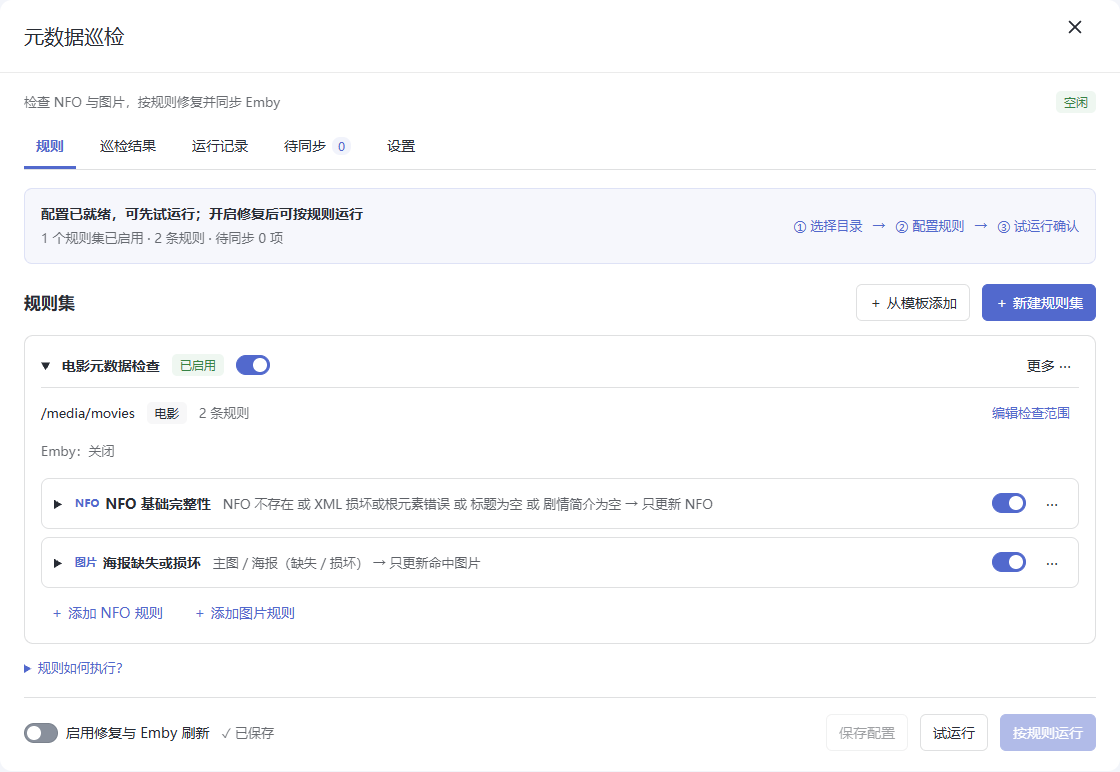 元数据巡检
检查 NFO 与图片，按规则修复并同步 Emby
空闲
规则 巡检结果 运行记录 待同步 0 设置
配置已就绪，可先试运行；开启修复后可按规则运行
1 个规则集已启用 · 2 条规则 · 待同步 0 项
① 选择目录 → ② 配置规则 → ③ 试运行确认
规则集
+ 从模板添加
+ 新建规则集
▼ 电影元数据检查 已启用
更多 ···
/media/movies 电影 2 条规则
编辑检查范围
Emby：关闭
▶ NFO NFO 基础完整性 NFO 不存在 或 XML 损坏或根元素错误 或 标题为空 或 剧情简介为空 → 只更新 NFO ···
▶ 图片 海报缺失或损坏 主图 / 海报（缺失 / 损坏） → 只更新命中图片 ···
+ 添加 NFO 规则 + 添加图片规则
▶ 规则如何执行？
启用修复与 Emby 刷新 ✓ 已保存
保存配置 试运行 按规则运行